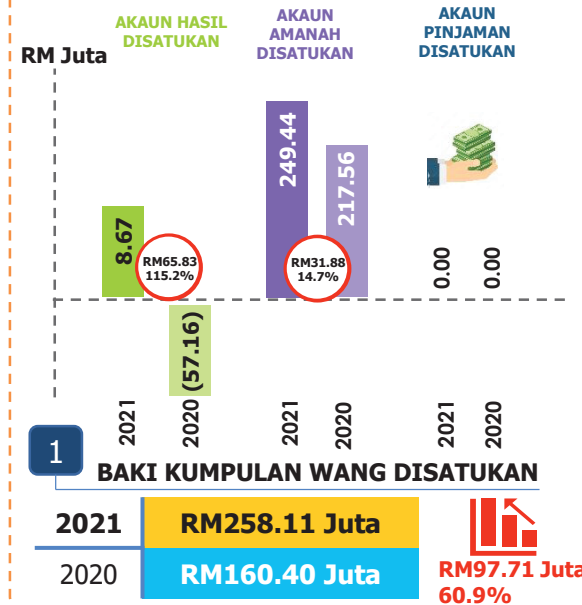 AKAUN HASIL
DISATUKAN
AKAUN
AMANAH
DISATUKAN
AKAUN
PINJAMAN
DISATUKAN
RM Juta
8.67
(57.16)
RM65.83
115.2%
249.44
217.56
RM31.88
14.7%
0.00
0.00
2021
2020
2021
2020
2021
2020
1
BAKI KUMPULAN WANG DISATUKAN
2021
RM258.11 Juta
2020
RM160.40 Juta
RM97.71 Juta
60.9%